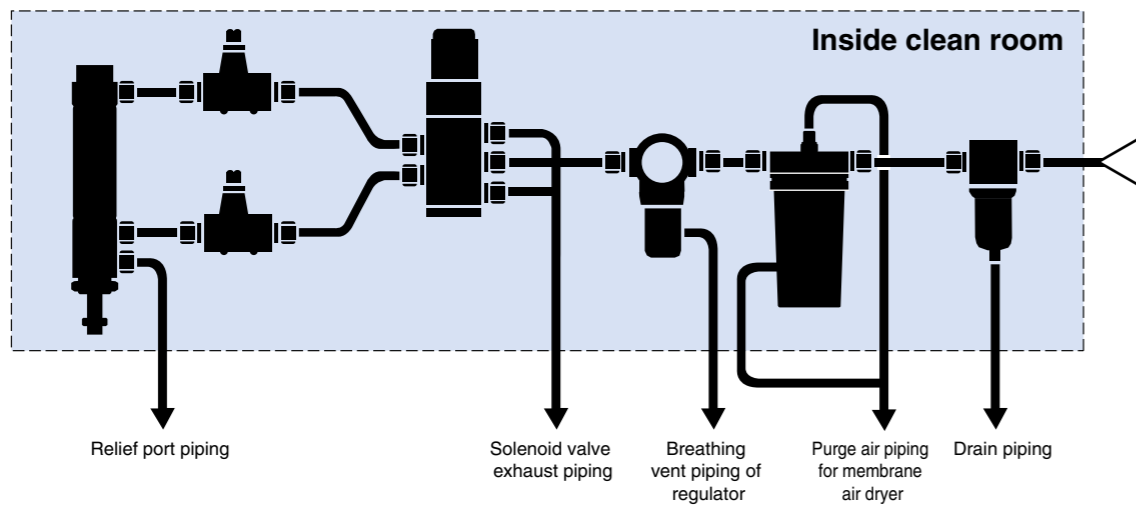 Inside clean room
Relief port piping
Solenoid valve
exhaust piping
Breathing
vent piping of
regulator
Purge air piping
for membrane
air dryer
Drain piping